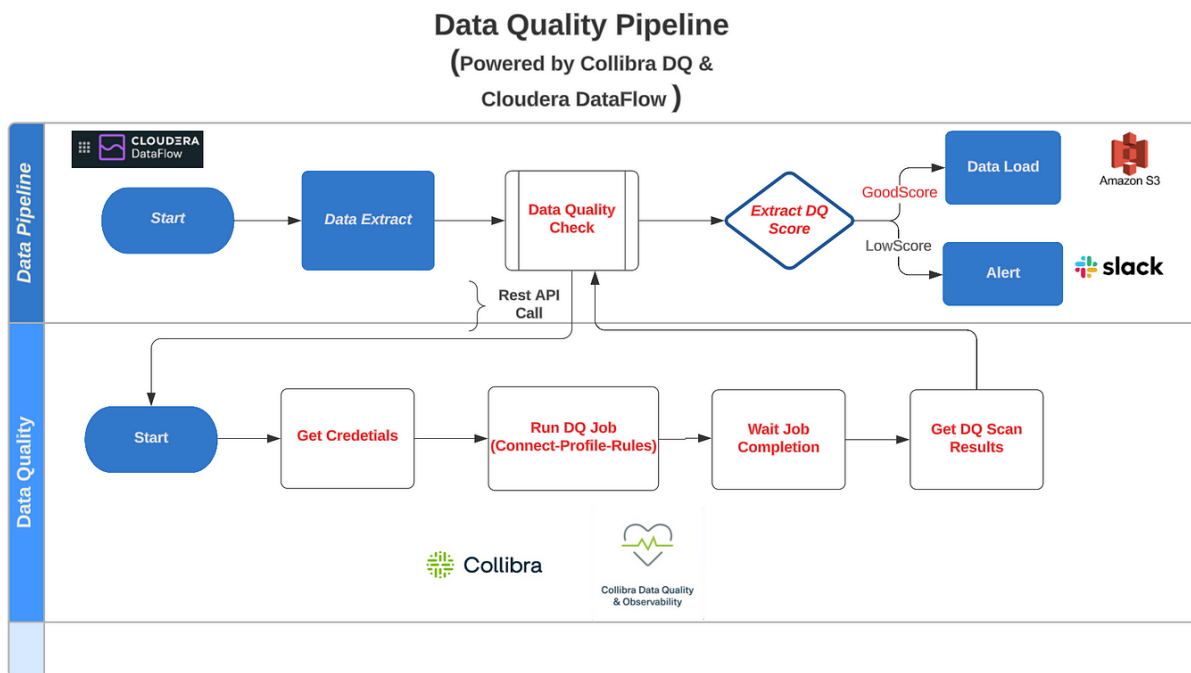 Data Quality Pipeline
(Powered by Collibra DQ &
Cloudera DataFlow )
Data Pipeline
CLOUDERA
DataFlow
Start
Data Extract
Data Quality
Check
Extract DQ
Score
GoodScore
LowScore
Data Load
Amazon S3
Alert
slack
Rest API
Call
Data Quality
Start
Get Credetials
Run DQ Job
(Connect-Profile-Rules)
Wait Job
Completion
Get DQ Scan
Results
Collibra
Collibra Data Quality
& Observability